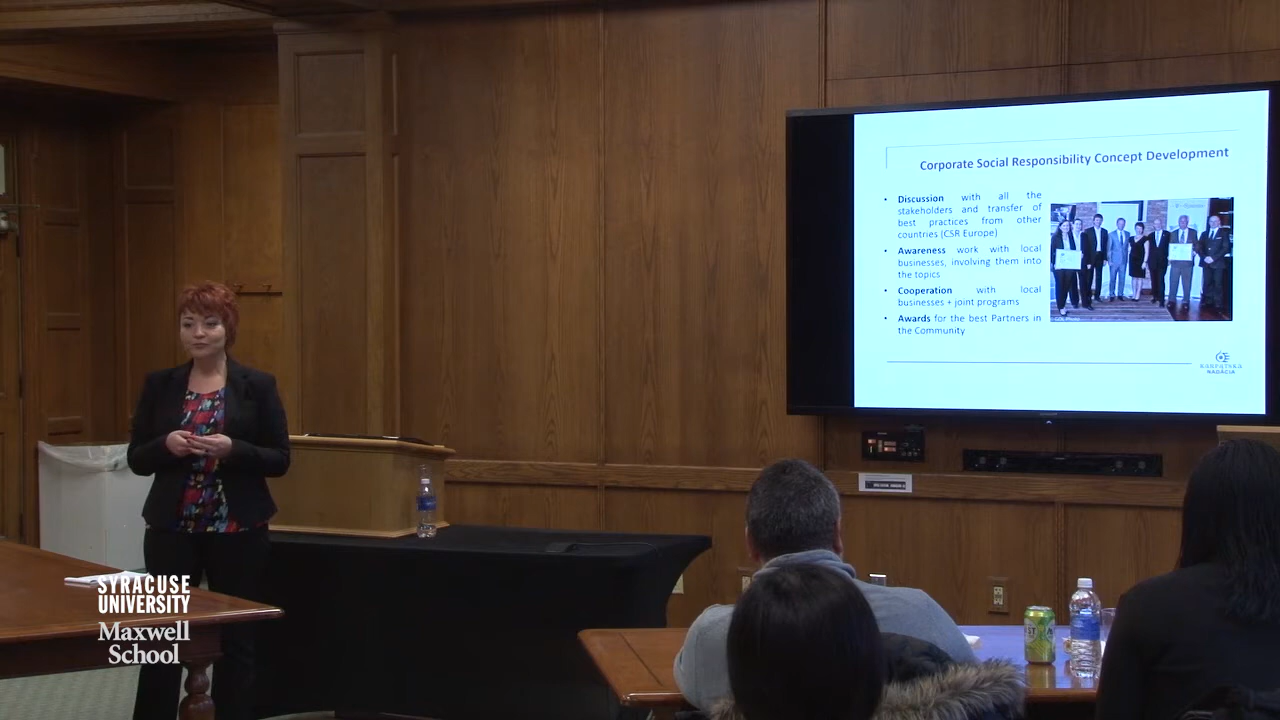 Corporate Social Responsibility Concept Development
• Discussion with all the
stakeholders and transfer of
best practices from other
countries (CSR Europe)
• Awareness work with local
businesses, involving them into
the topics
• Cooperation with local
businesses + joint programs
• Awards for the best Partners in
the Community
KARPATSKÁ
NADÁCIA
SYRACUSE
UNIVERSITY
Maxwell
School